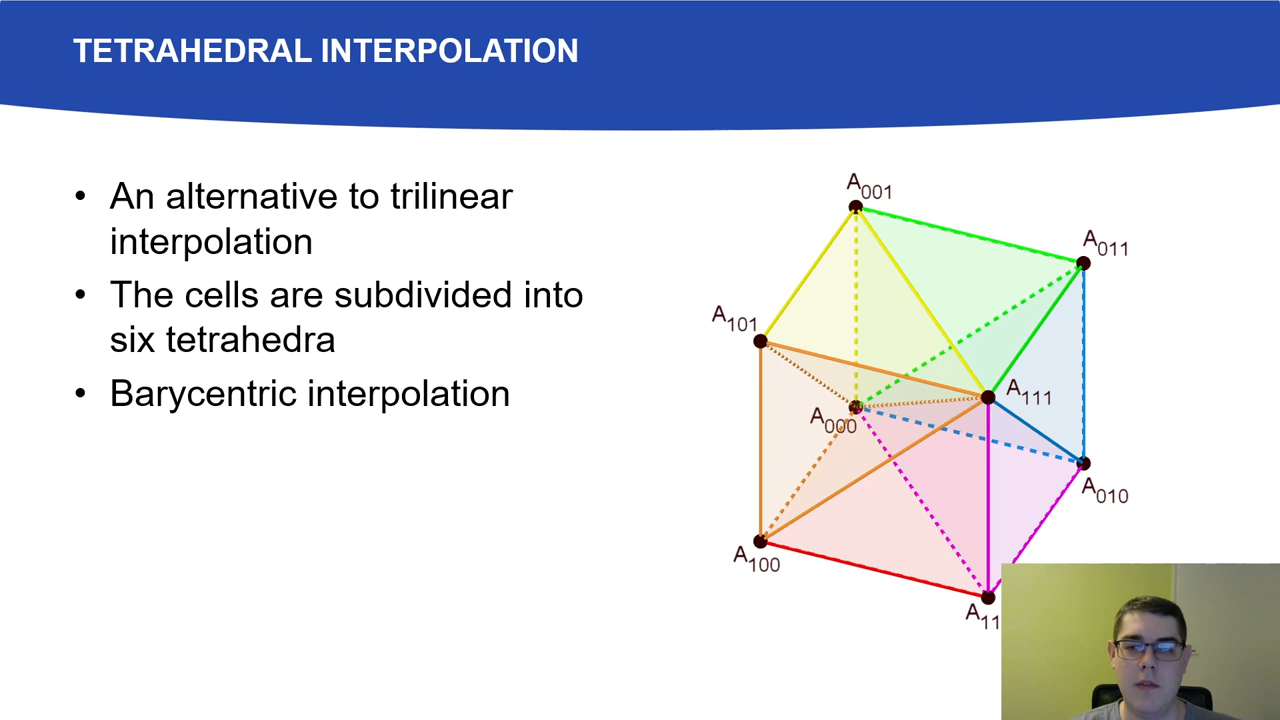 TETRAHEDRAL INTERPOLATION
• An alternative to trilinear
interpolation
• The cells are subdivided into
six tetrahedra
• Barycentric interpolation
A001
A011
A101
A111
A000
A010
A100
A11